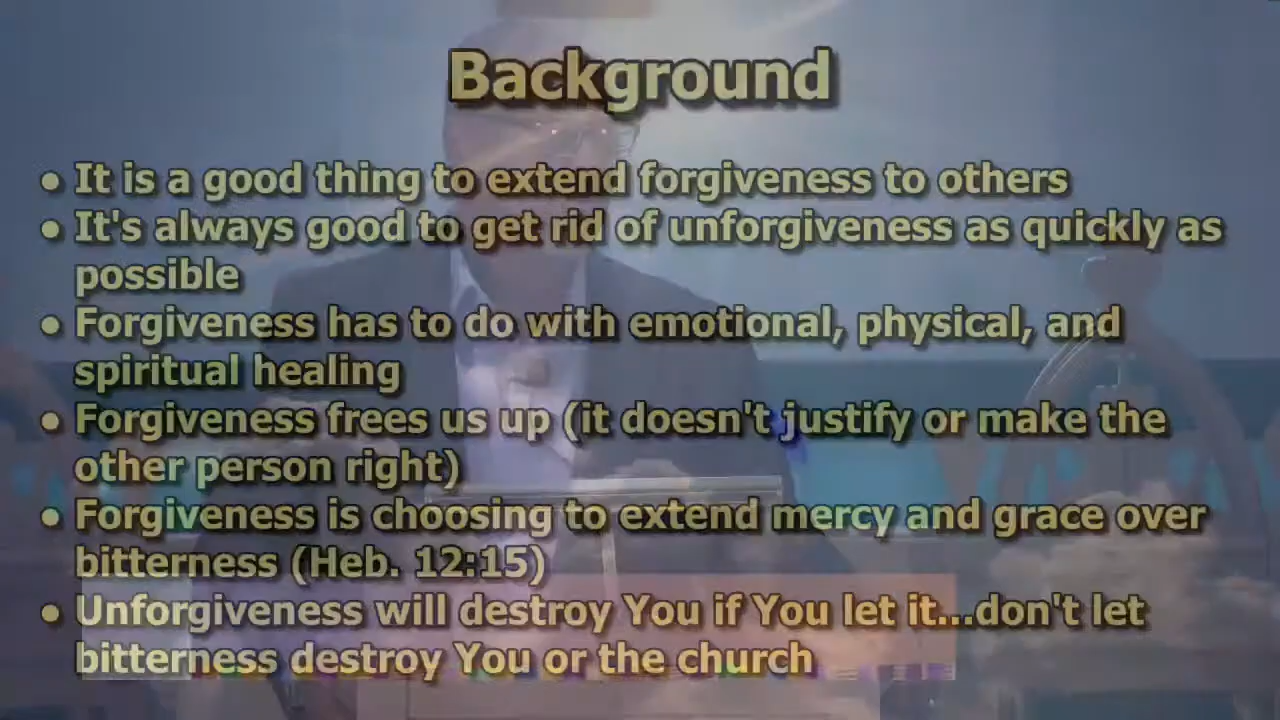 Background
• It is a good thing to extend forgiveness to others
• It's always good to get rid of unforgiveness as quickly as
possible
• Forgiveness has to do with emotional, physical, and
spiritual healing
• Forgiveness frees us up (it doesn't justify or make the
other person right)
• Forgiveness is choosing to extend mercy and grace over
bitterness (Heb. 12:15)
• Unforgiveness will destroy You if You let it...don't let
bitterness destroy You or the church